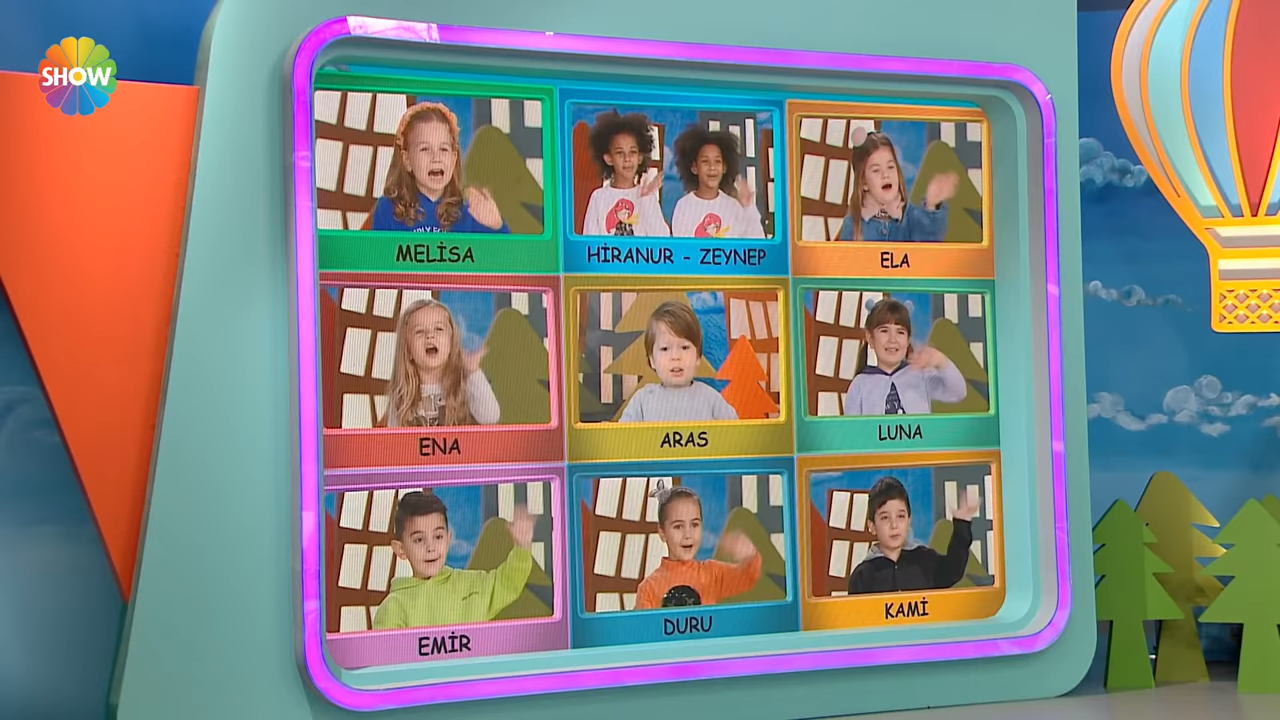 SHOW
MELİSA
HİRANUR - ZEYNEP
ELA
ENA
ARAS
LUNA
EMİR
DURU
KAMİ